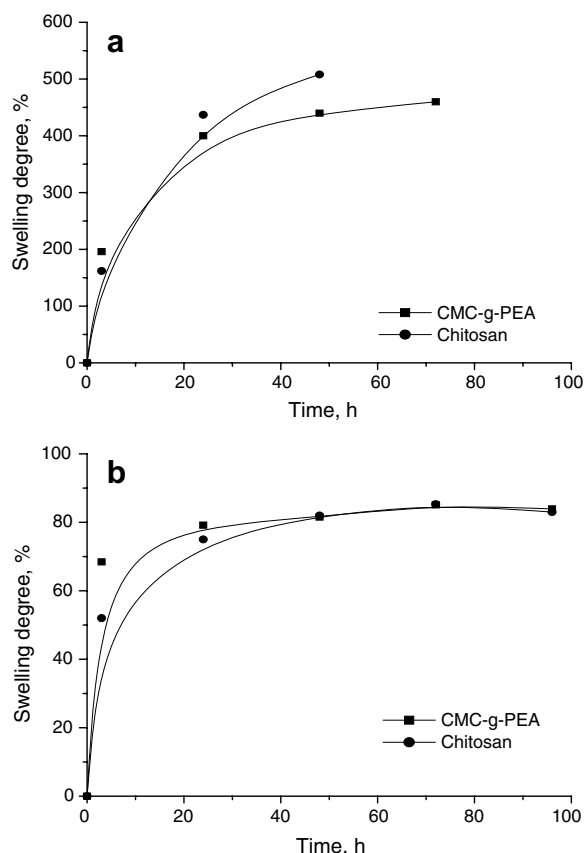 a
600
500
400
300
200
100
0
Swelling degree, %
CMC-g-PEA
Chitosan
0 20 40 60 80 100
Time, h
b
100
80
60
40
20
0
Swelling degree, %
CMC-g-PEA
Chitosan
0 20 40 60 80 100
Time, h